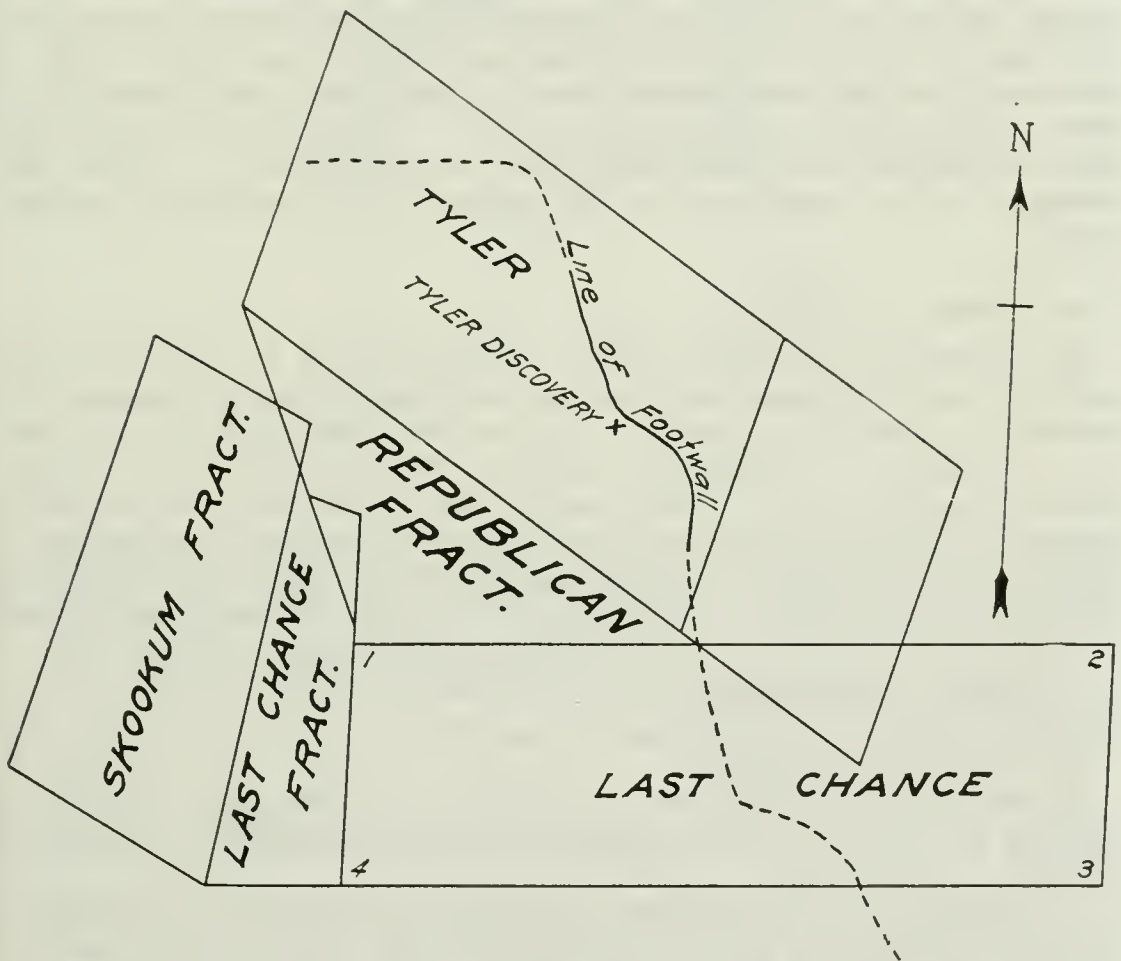 N
TYLER
Line of Footwall
TYLER DISCOVERY x
REPUBLICAN
FRACT.
SKOOKUM FRACT.
LAST CHANCE
FRACT.
1
2
LAST CHANCE
4
3